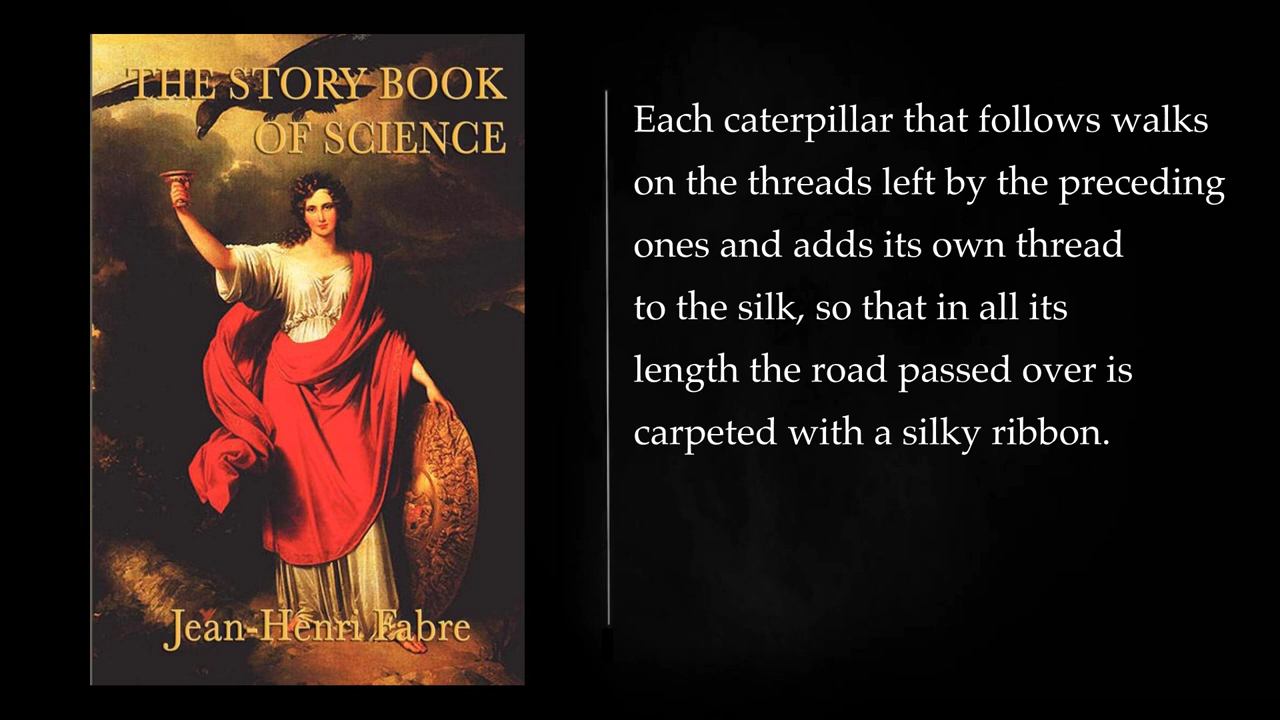 THE STORY BOOK
OF SCIENCE
Jean-Henri Fabre
Each caterpillar that follows walks
on the threads left by the preceding
ones and adds its own thread
to the silk, so that in all its
length the road passed over is
carpeted with a silky ribbon.